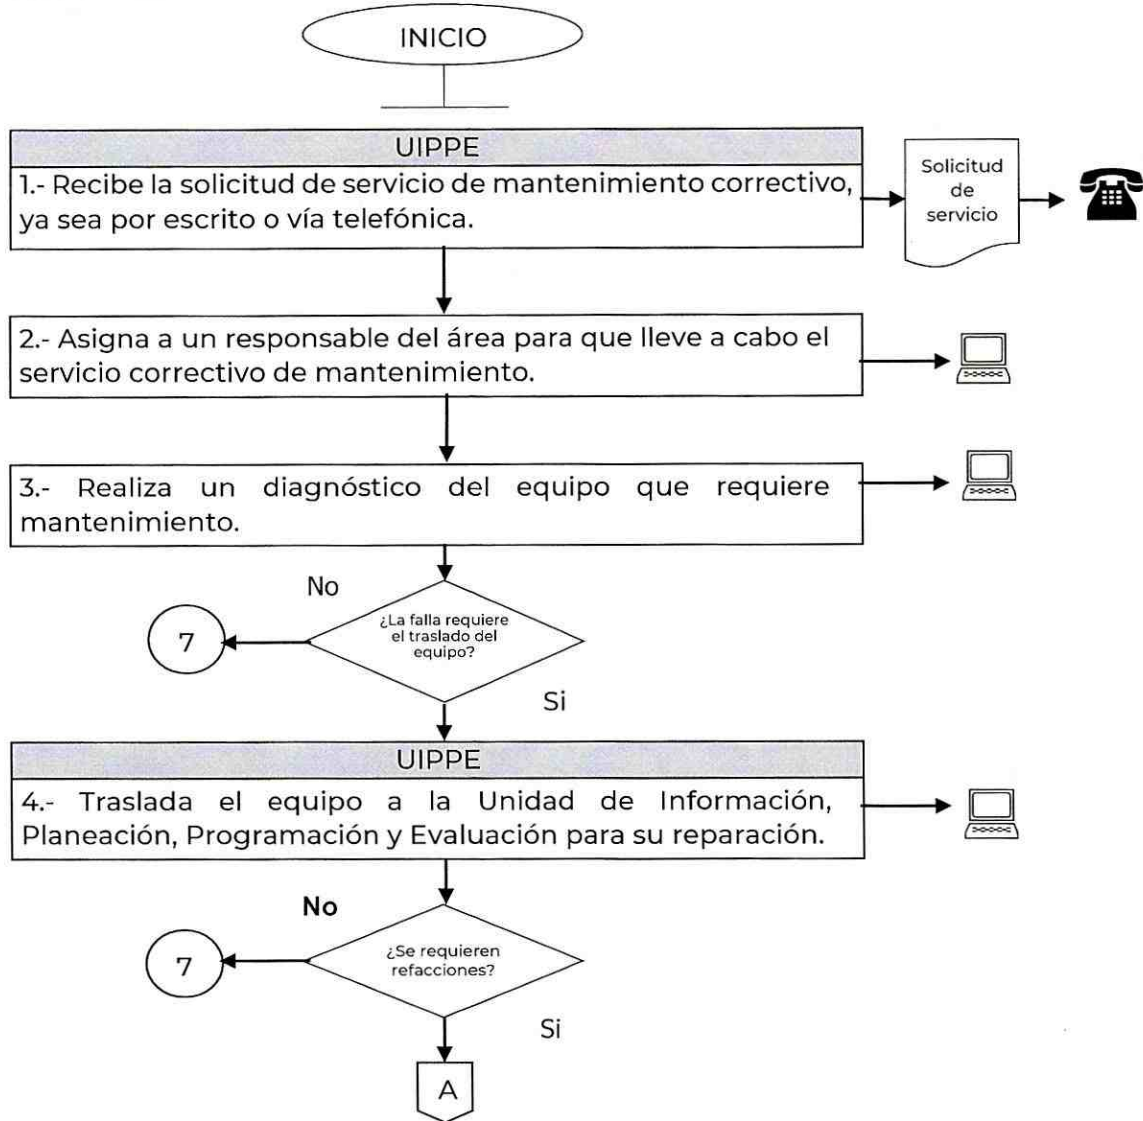 INICIO
UIPPE
1.- Recibe la solicitud de servicio de mantenimiento correctivo,
ya sea por escrito o vía telefónica.
Solicitud
de
servicio
2.- Asigna a un responsable del área para que lleve a cabo el
servicio correctivo de mantenimiento.
3.- Realiza un diagnóstico del equipo que requiere
mantenimiento.
No
¿La falla requiere
el traslado del
equipo?
7
Si
UIPPE
4.- Traslada el equipo a la Unidad de Información,
Planeación, Programación y Evaluación para su reparación.
No
¿Se requieren
refacciones?
7
Si
A